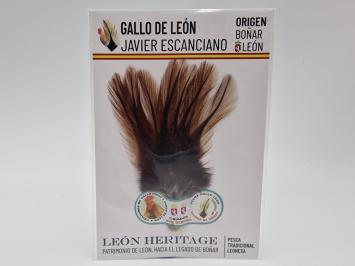 GALLO DE LEÓN
JAVIER ESCANCIANO
ORIGEN
BOÑAR
LEÓN
LEÓN HERITAGE
PATRIMONIO DE LEÓN, HACIA EL LEGADO DE BOÑAR
PESCA
TRADICIONAL
LEONESA